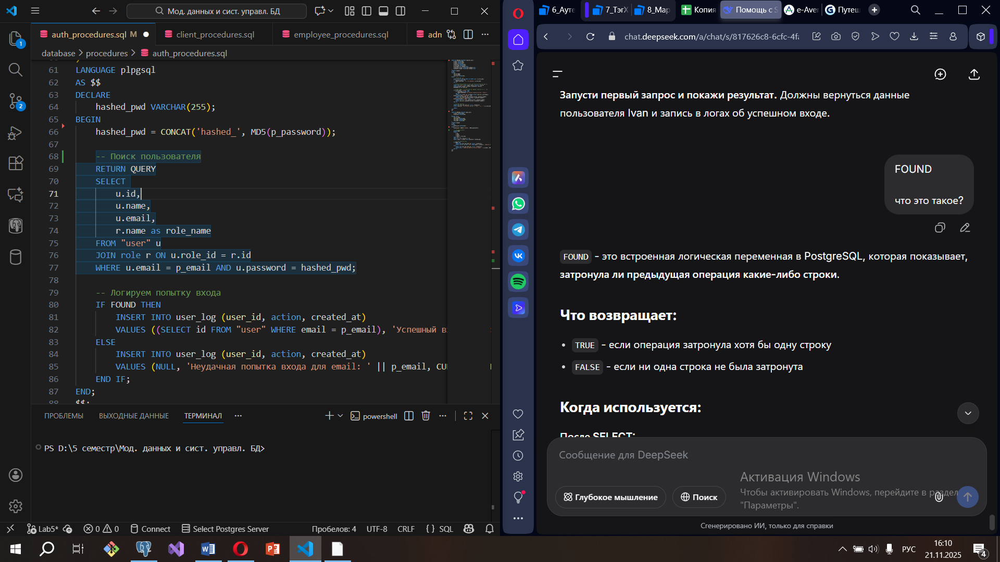 Мод. данных и сист. управл. БД
auth_procedures.sql M
client_procedures.sql
employee_procedures.sql
adn
database > procedures > auth_procedures.sql
61 LANGUAGE plpgsql
62 AS $$
63 DECLARE
64 hashed_pwd VARCHAR(255);
65 BEGIN
66 hashed_pwd = CONCAT('hashed_', MD5(p_password));
67
68 -- Поиск пользователя
69 RETURN QUERY
70 SELECT
71 u.id,
72 u.name,
73 u.email,
74 r.name as role_name
75 FROM "user" u
76 JOIN role r ON u.role_id = r.id
77 WHERE u.email = p_email AND u.password = hashed_pwd;
78
79 -- Логируем попытку входа
80 IF FOUND THEN
81 INSERT INTO user_log (user_id, action, created_at)
82 VALUES ((SELECT id FROM "user" WHERE email = p_email), 'Успешный в
83 ELSE
84 INSERT INTO user_log (user_id, action, created_at)
85 VALUES (NULL, 'Неудачная попытка входа для email: ' || p_email, CU
86 END IF;
87 END;
88 $$;
ПРОБЛЕМЫ
ВЫХОДНЫЕ ДАННЫЕ
ТЕРМИНАЛ
powershell
PS D:\5 семестр\Мод. данных и сист. управл. БД>
1
2
Lab5*
0 0
Connect
Select Postgres Server
Пробелов: 4
UTF-8
CRLF
{ } SQL
6_Ауте
7_ТэгХ
8_Мар
Копия
Помощь с S
e-Aver
Путеш
chat.deepseek.com/a/chat/s/817626c8-6cfc-4fa
Запусти первый запрос и покажи результат. Должны вернуться данные
пользователя Ivan и запись в логах об успешном входе.
FOUND
что это такое?
FOUND - это встроенная логическая переменная в PostgreSQL, которая показывает,
затронула ли предыдущая операция какие-либо строки.
Что возвращает:
• TRUE - если операция затронула хотя бы одну строку
• FALSE - если ни одна строка не была затронута
Когда используется:
После SELECT:
Сообщение для DeepSeek
Глубокое мышление
Поиск
Активация Windows
Чтобы активировать Windows, перейдите в раздел
"Параметры".
Сгенерировано ИИ, только для справки
РУС
16:10
21.11.2025
4